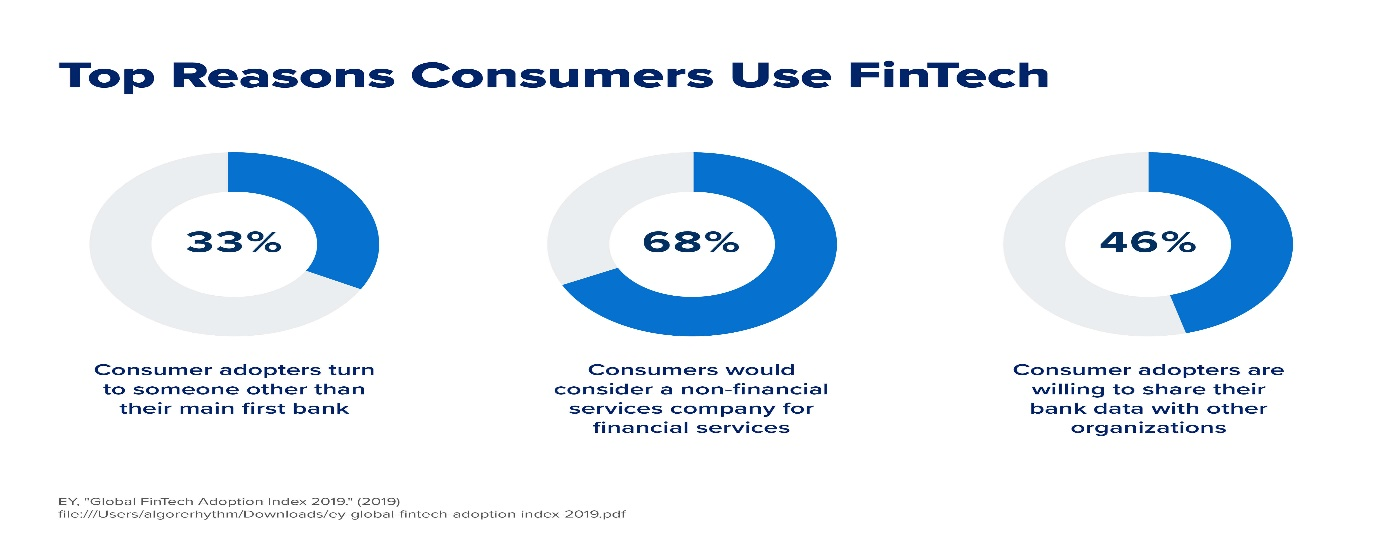 Top Reasons Consumers Use FinTech
33%
Consumer adopters turn
to someone other than
their main first bank
68%
Consumers would
consider a non-financial
services company for
financial services
46%
Consumer adopters are
willing to share their
bank data with other
organizations
EY, "Global FinTech Adoption Index 2019." (2019)
file:///Users/algorerhythm/Downloads/ey-global-fintech-adoption-index-2019.pdf